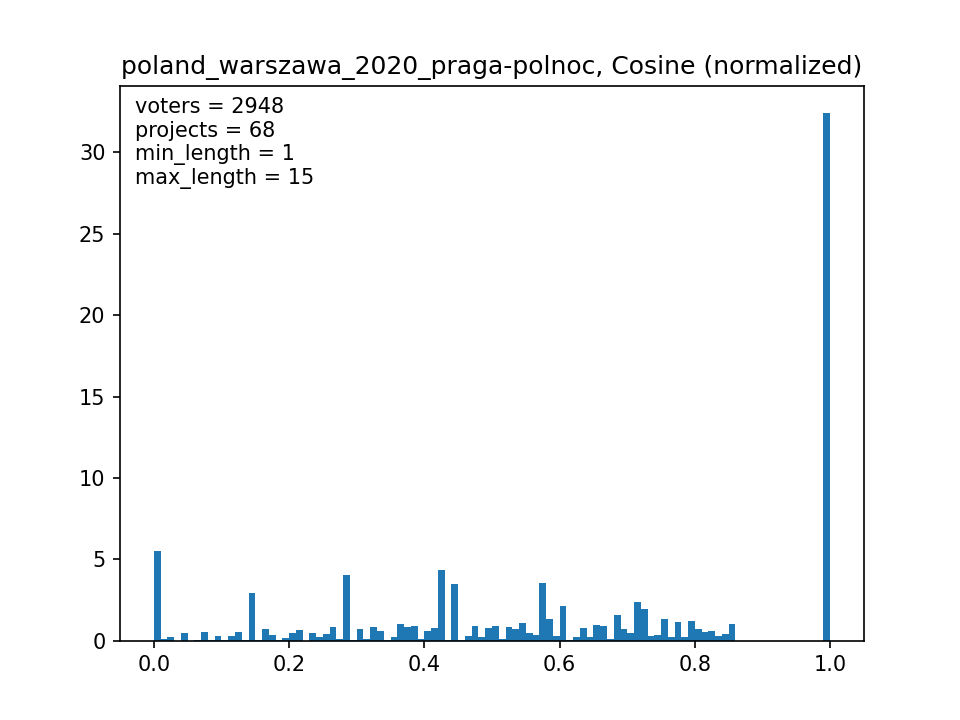 poland_warszawa_2020_praga-polnoc, Cosine (normalized)
voters = 2948
projects = 68
min_length = 1
max_length = 15
30
25
20
15
10
5
0
0.0 0.2 0.4 0.6 0.8 1.0